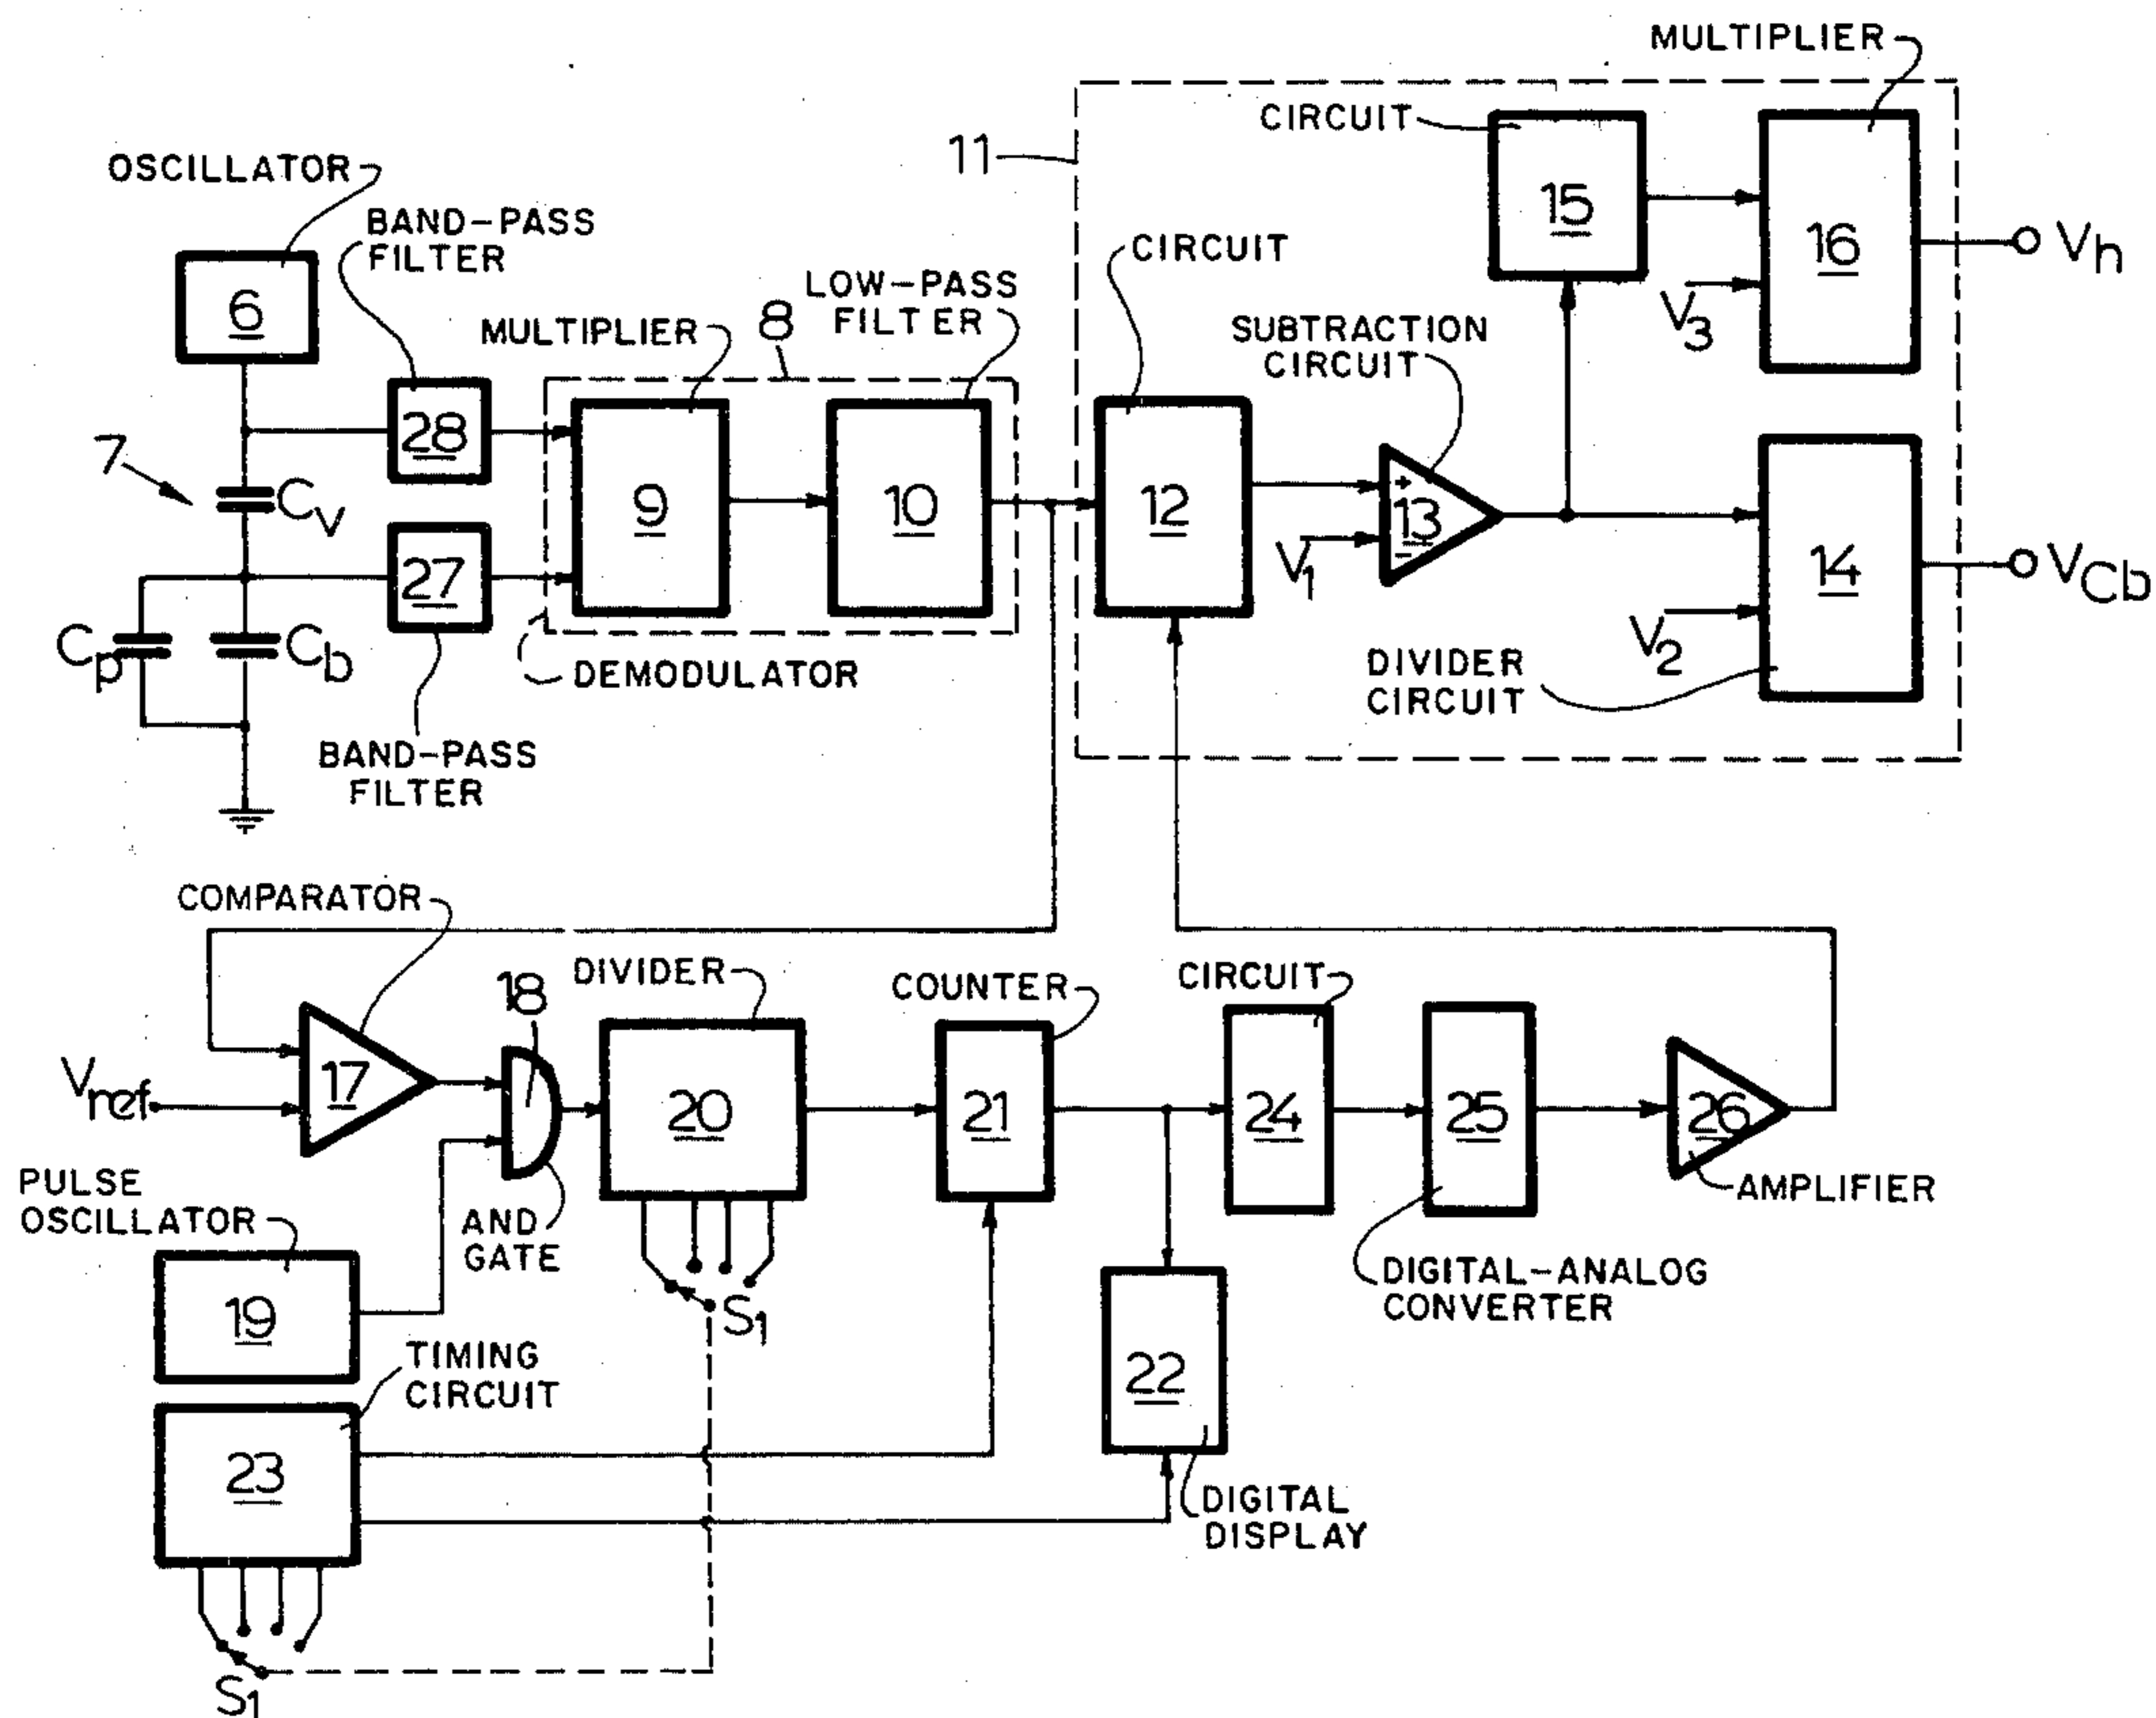 MULTIPLIER
CIRCUIT
11
OSCILLATOR
BAND-PASS
FILTER
CIRCUIT
15
16
Vh
6
LOW-PASS
FILTER
8
MULTIPLIER
SUBTRACTION
CIRCUIT
V3
28
7
Cv
9
10
12
+
13
-
V1
14
VCb
27
V2
Cp
Cb
DEMODULATOR
DIVIDER
CIRCUIT
BAND-PASS
FILTER
COMPARATOR
18
DIVIDER
COUNTER
CIRCUIT
Vref
17
20
21
24
25
26
AMPLIFIER
PULSE
OSCILLATOR
AND
GATE
19
S1
DIGITAL-ANALOG
CONVERTER
TIMING
CIRCUIT
22
23
DIGITAL
DISPLAY
S1